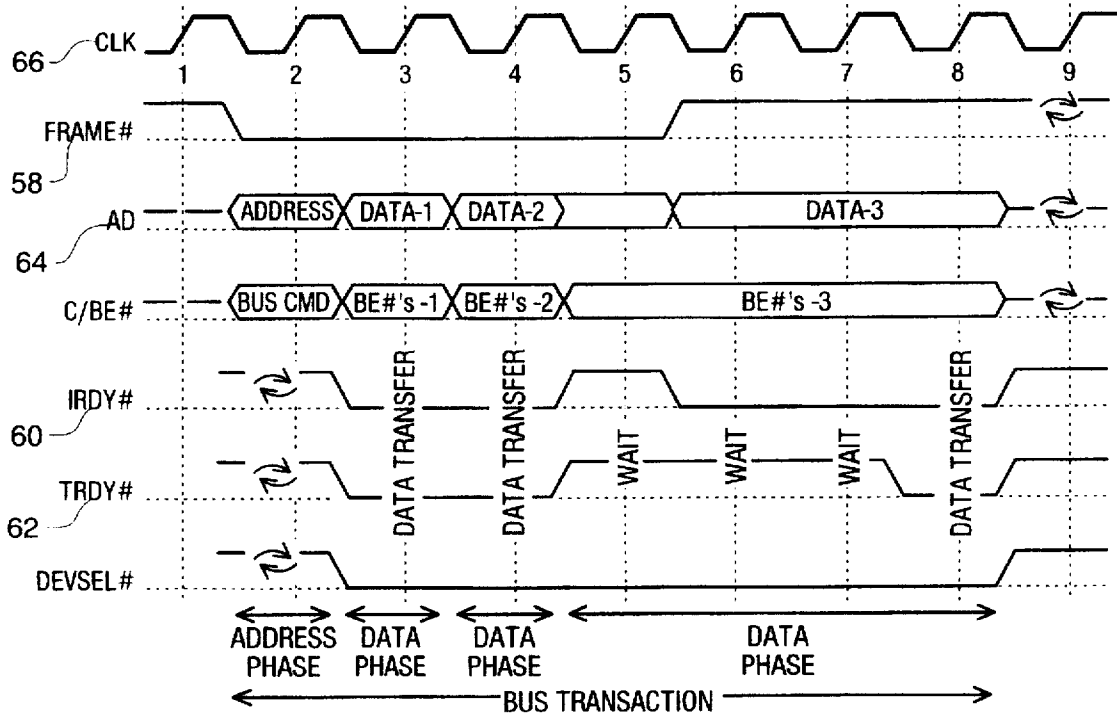 CLK
66
1 2 3 4 5 6 7 8 9
FRAME#
58
AD ADDRESS DATA-1 DATA-2 DATA-3
64
C/BE# BUS CMD BE#'s -1 BE#'s -2 BE#'s -3
IRDY#
60
TRDY#
62
DATA TRANSFER
DATA TRANSFER
WAIT
WAIT
WAIT
DATA TRANSFER
DEVSEL#
ADDRESS PHASE
DATA PHASE
DATA PHASE
DATA PHASE
BUS TRANSACTION